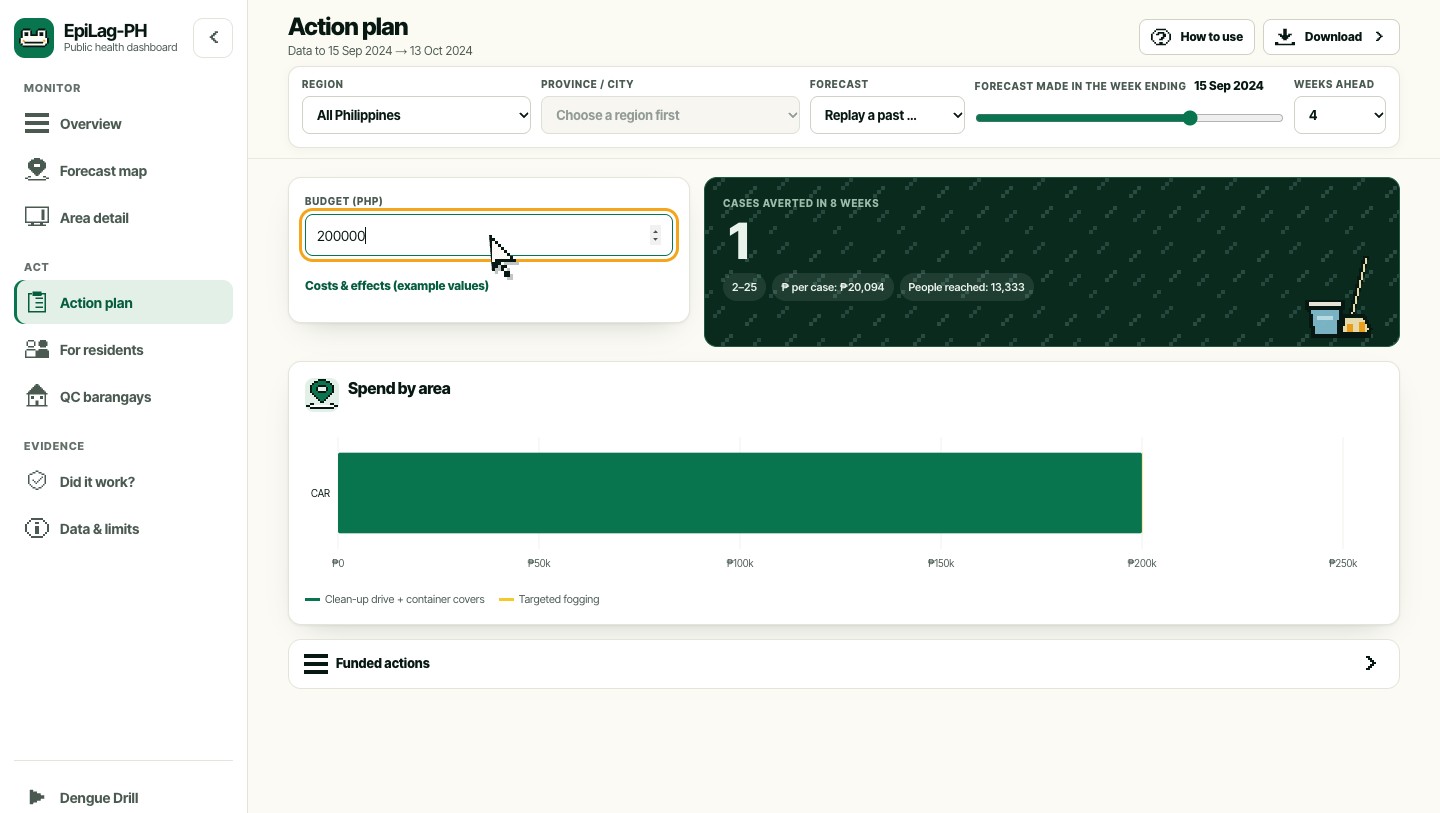 EpiLag-PH
Public health dashboard
MONITOR
Overview
Forecast map
Area detail
ACT
Action plan
For residents
QC barangays
EVIDENCE
Did it work?
Data & limits
Dengue Drill
Action plan
Data to 15 Sep 2024 → 13 Oct 2024
How to use
Download
REGION
All Philippines
PROVINCE / CITY
Choose a region first
FORECAST
Replay a past ...
FORECAST MADE IN THE WEEK ENDING 15 Sep 2024
WEEKS AHEAD
4
BUDGET (PHP)
200000
Costs & effects (example values)
CASES AVERTED IN 8 WEEKS
1
2–25
₱ per case: ₱20,094
People reached: 13,333
Spend by area
CAR
₱0 ₱50k ₱100k ₱150k ₱200k ₱250k
Clean-up drive + container covers Targeted fogging
Funded actions